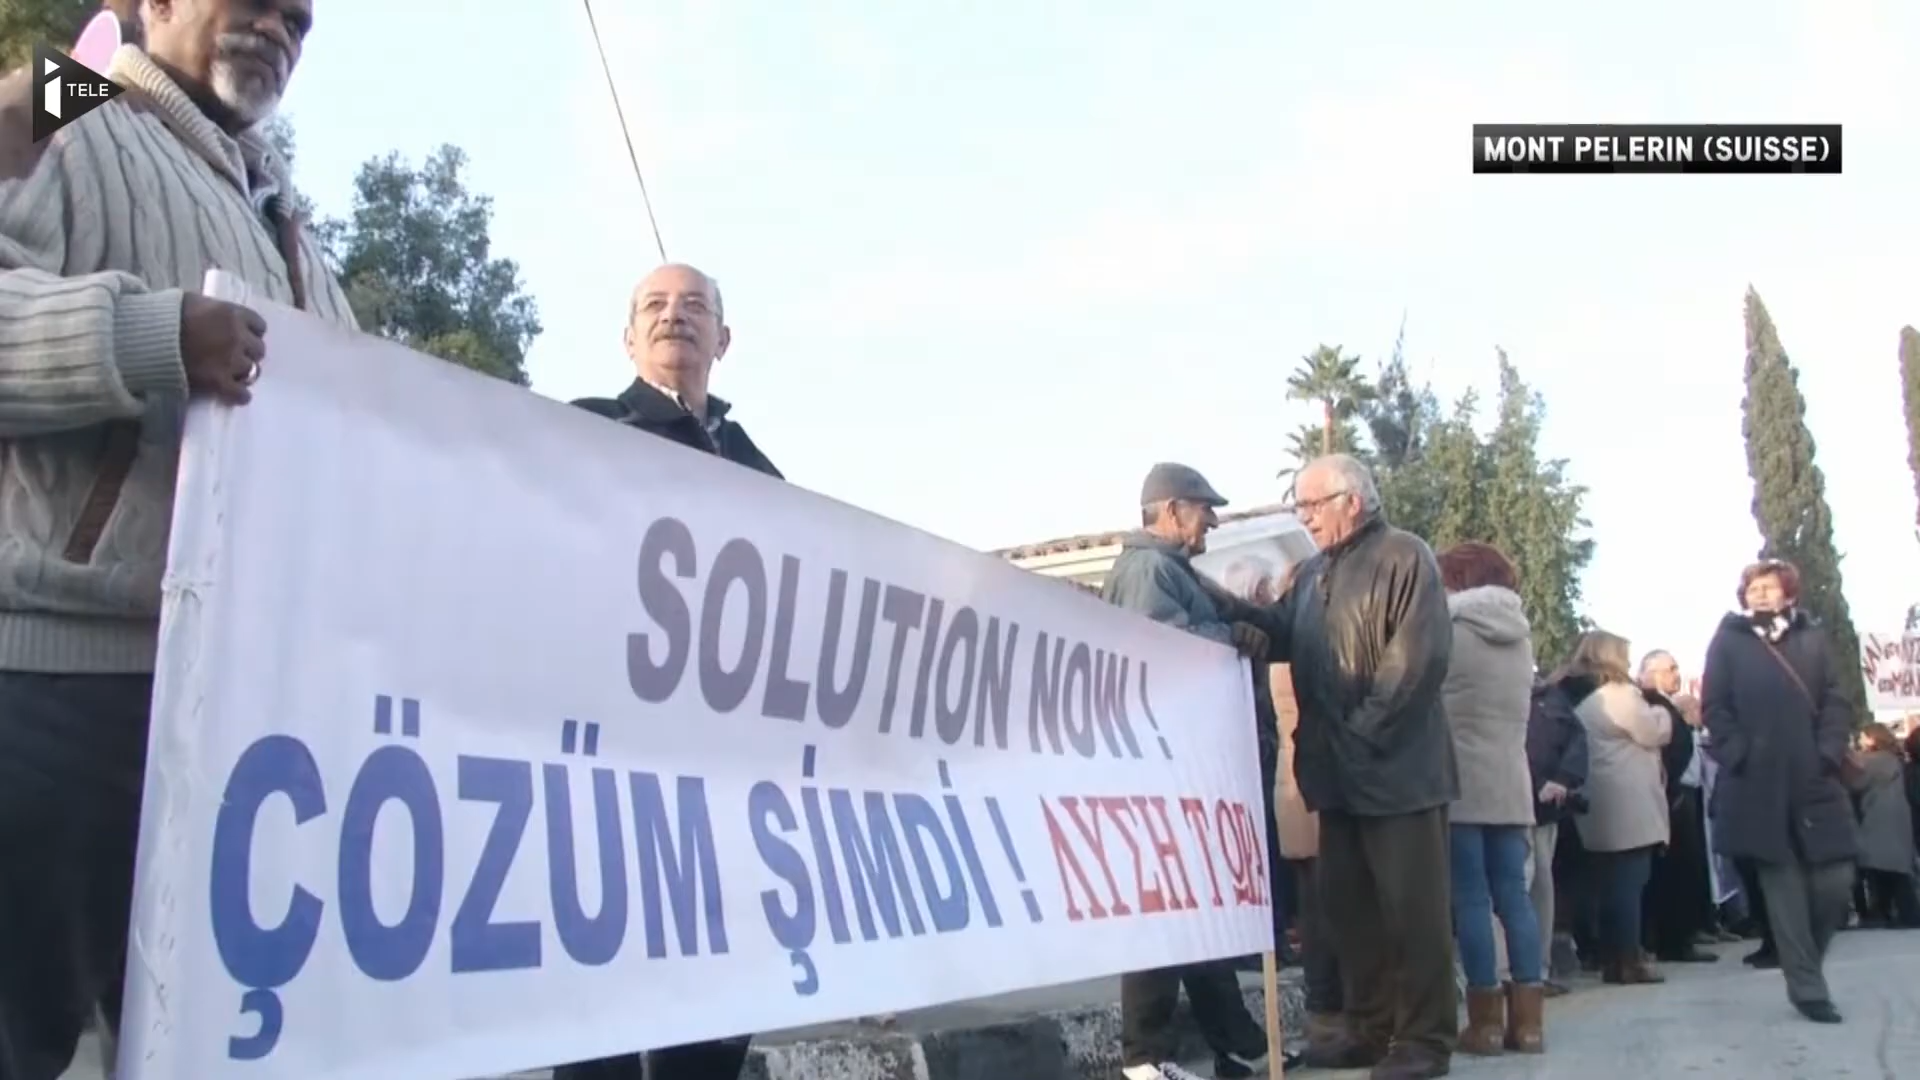 TELE
MONT PELERIN (SUISSE)
SOLUTION NOW !
ÇÖZÜM ŞİMDİ ! ΛΥΣΗ ΤΩΡΑ